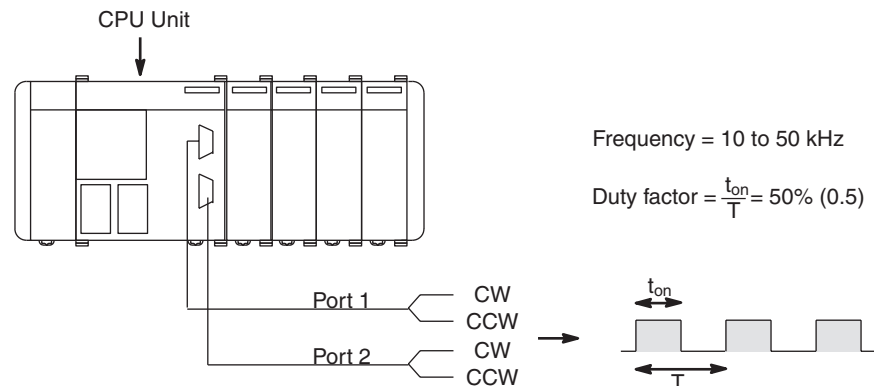 CPU Unit
Frequency = 10 to 50 kHz
Duty factor = t_on/T = 50% (0.5)
Port 1
CW
CCW
Port 2
CW
CCW
t_on
T